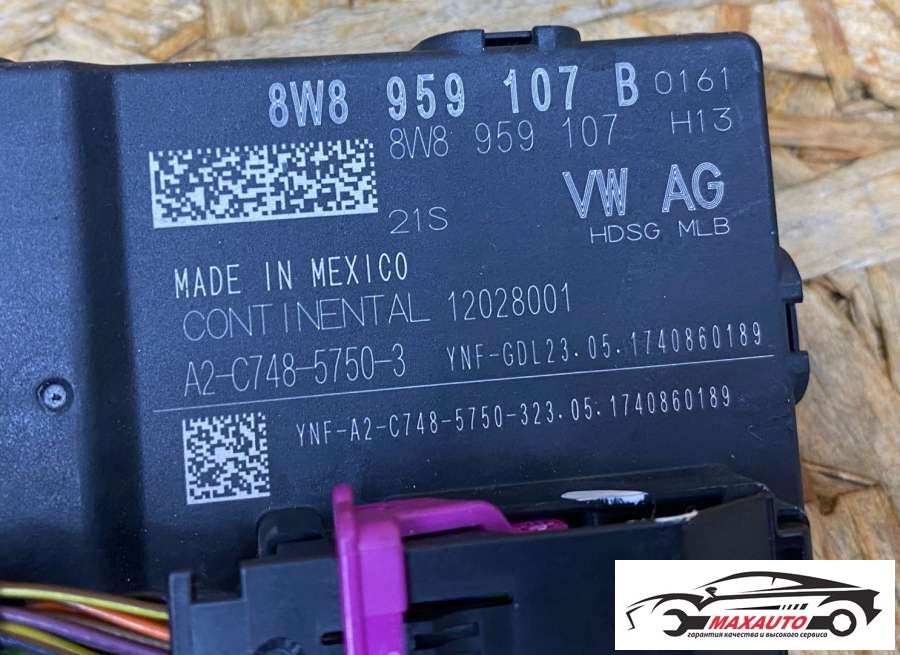 8W8 959 107 B 0161
8W8 959 107 H13
21S VW AG
HDSG MLB
MADE IN MEXICO
CONTINENTAL 12028001
A2-C748-5750-3 YNF-GDL23.05.1740860189
YNF-A2-C748-5750-323.05.1740860189
MAXAUTO
гарантия качества и высокого сервиса